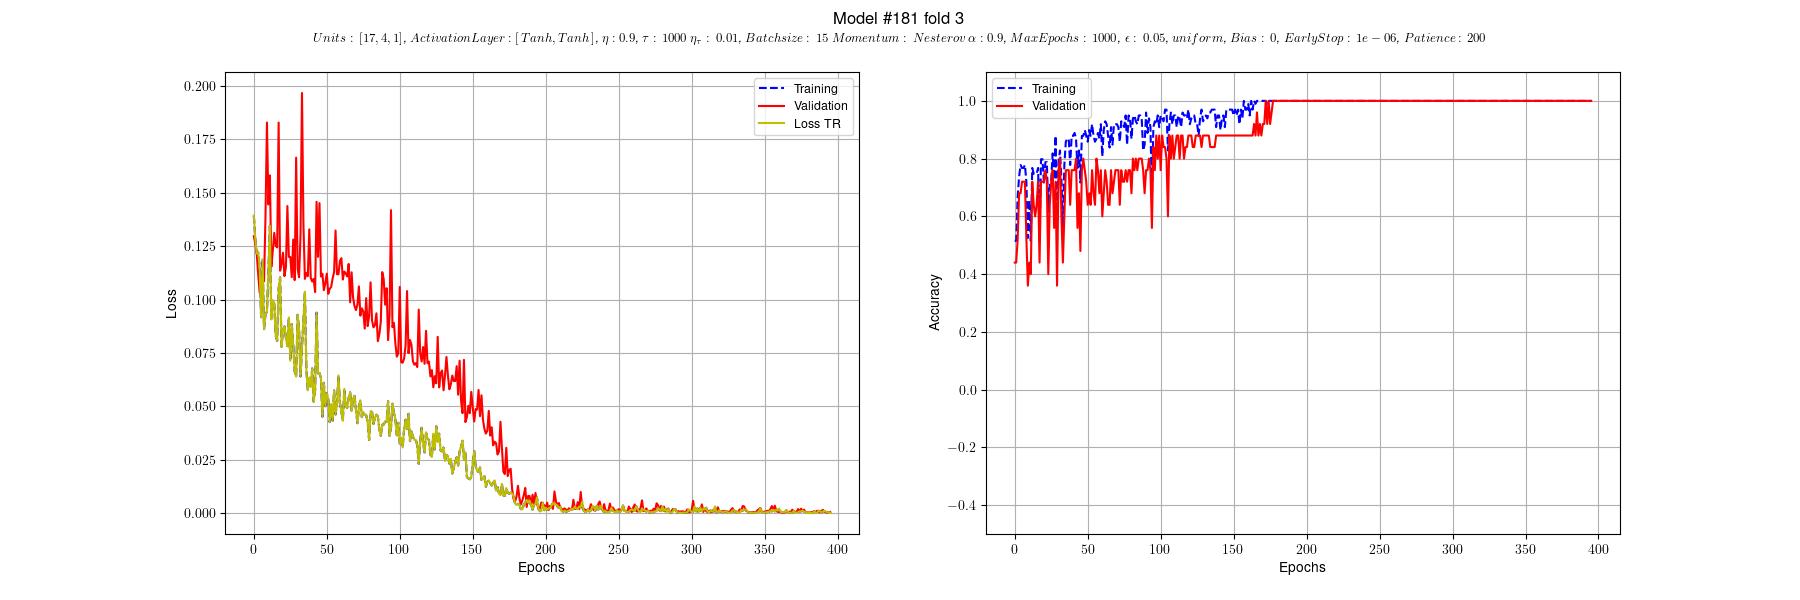 Model #181 fold 3
Units : [17, 4, 1], ActivationLayer : [Tanh, Tanh], η : 0.9, τ : 1000 ητ : 0.01, Batchsize : 15 Momentum : Nesterov α : 0.9, MaxEpochs : 1000, ϵ : 0.05, uniform, Bias : 0, EarlyStop : 1e − 06, Patience : 200
Loss
0.200
0.175
0.150
0.125
0.100
0.075
0.050
0.025
0.000
Training
Validation
Loss TR
0 50 100 150 200 250 300 350 400
Epochs
Accuracy
1.0
0.8
0.6
0.4
0.2
0.0
−0.2
−0.4
Training
Validation
0 50 100 150 200 250 300 350 400
Epochs